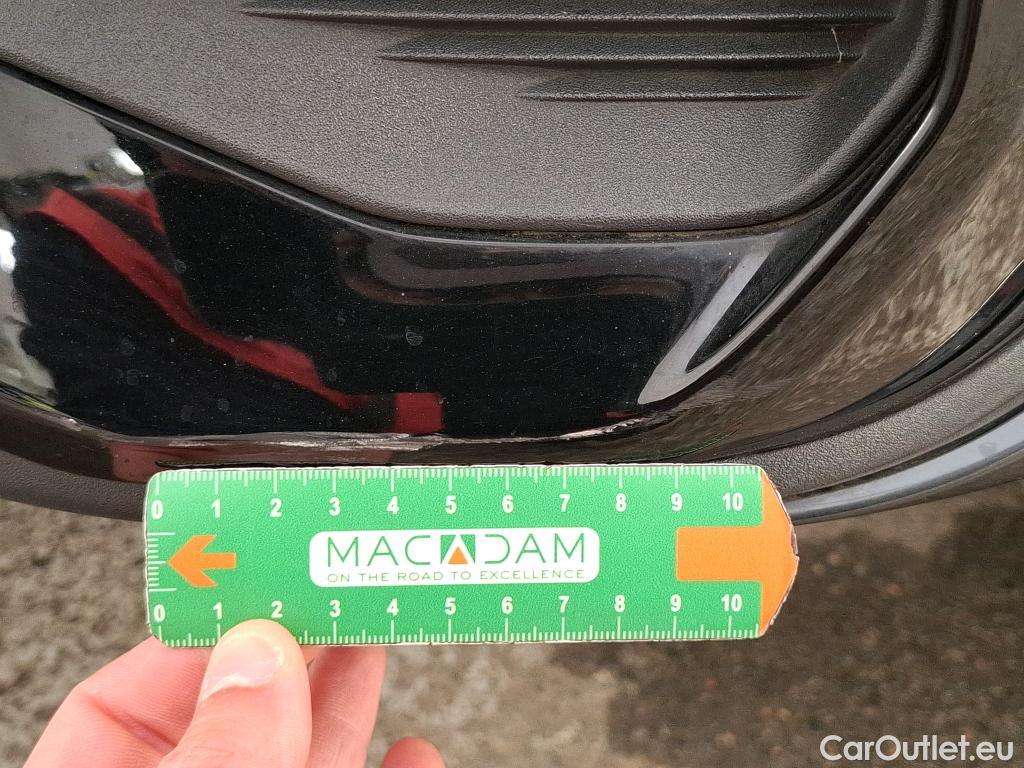 0 1 2 3 4 5 6 7 8 9 10
MACADAM
ON THE ROAD TO EXCELLENCE
0 1 2 3 4 5 6 7 8 9 10
CarOutlet.eu